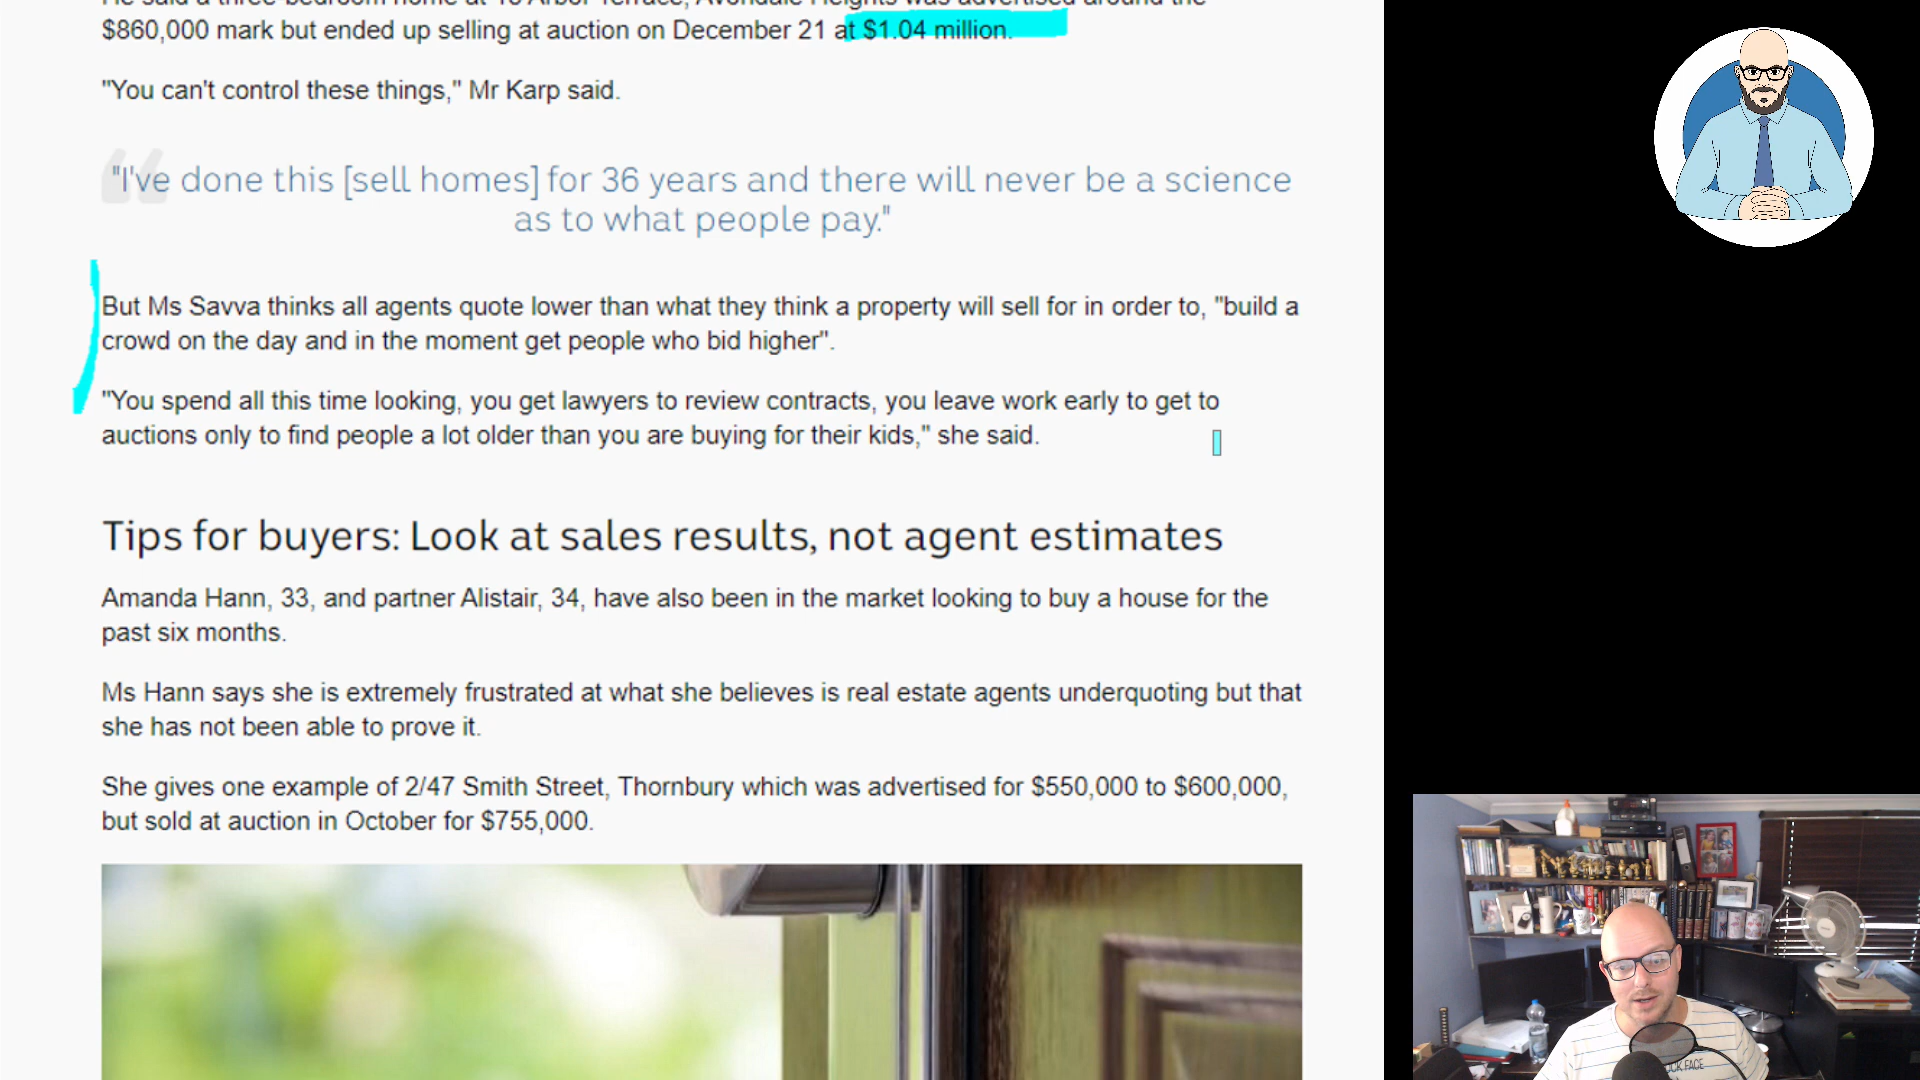 $860,000 mark but ended up selling at auction on December 21 at $1.04 million.
"You can't control these things," Mr Karp said.
"I've done this [sell homes] for 36 years and there will never be a science
as to what people pay."
But Ms Savva thinks all agents quote lower than what they think a property will sell for in order to, "build a
crowd on the day and in the moment get people who bid higher".
"You spend all this time looking, you get lawyers to review contracts, you leave work early to get to
auctions only to find people a lot older than you are buying for their kids," she said.
Tips for buyers: Look at sales results, not agent estimates
Amanda Hann, 33, and partner Alistair, 34, have also been in the market looking to buy a house for the
past six months.
Ms Hann says she is extremely frustrated at what she believes is real estate agents underquoting but that
she has not been able to prove it.
She gives one example of 2/47 Smith Street, Thornbury which was advertised for $550,000 to $600,000,
but sold at auction in October for $755,000.